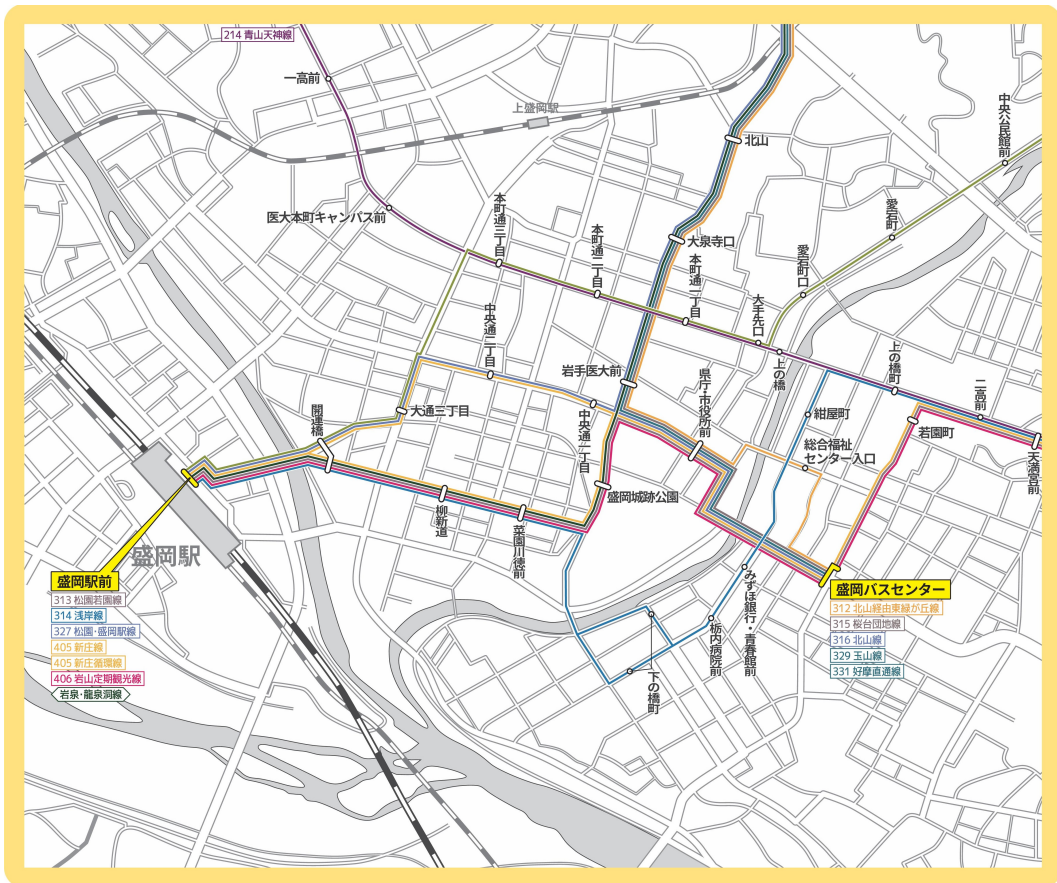 214 青山天神線
一高前
上盛岡駅
中央公民館前
北山
愛宕町
医大本町キャンパス前
本町通三丁目
本町通二丁目
大泉寺口
本町通一丁目
愛宕町口
大手先口
上の橋
中央通三丁目
岩手医大前
県庁・市役所前
上の橋町
二高前
開運橋
大通三丁目
中央通二丁目
紺屋町
若園町
総合福祉
センター入口
天満宮前
盛岡城跡公園
柳新道
菜園川徳前
盛岡駅
盛岡駅前
313 松園若園線
314 浅岸線
327 松園・盛岡駅線
405 新庄線
405 新庄循環線
406 岩山定期観光線
岩泉・龍泉洞線
みずほ銀行・青春館前
栃内病院前
下の橋町
盛岡バスセンター
312 北山経由東緑が丘線
315 桜台団地線
316 北山線
329 玉山線
331 好摩直通線